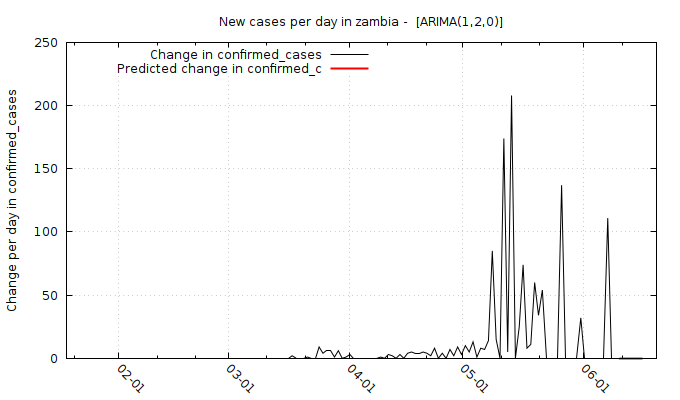 New cases per day in zambia -  [ARIMA(1,2,0)]
Change in confirmed_cases
Predicted change in confirmed_c
Change per day in confirmed_cases
250
200
150
100
50
0
02-01
03-01
04-01
05-01
06-01